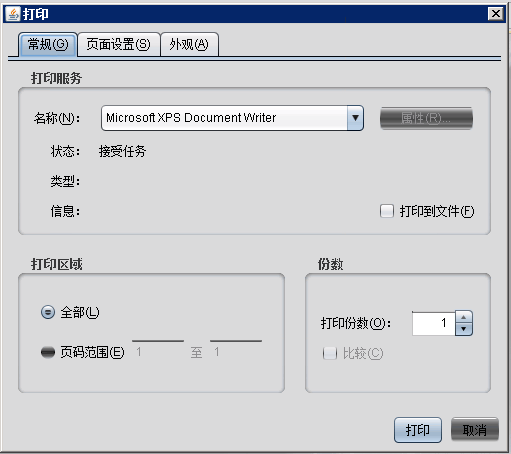 打印
常规(G) 页面设置(S) 外观(A)
打印服务
名称(N): Microsoft XPS Document Writer 属性(R)...
状态: 接受任务
类型:
信息: 打印到文件(F)
打印区域 份数
全部(L)
打印份数(O): 1
页码范围(E) 1 至 1
比较(C)
打印 取消